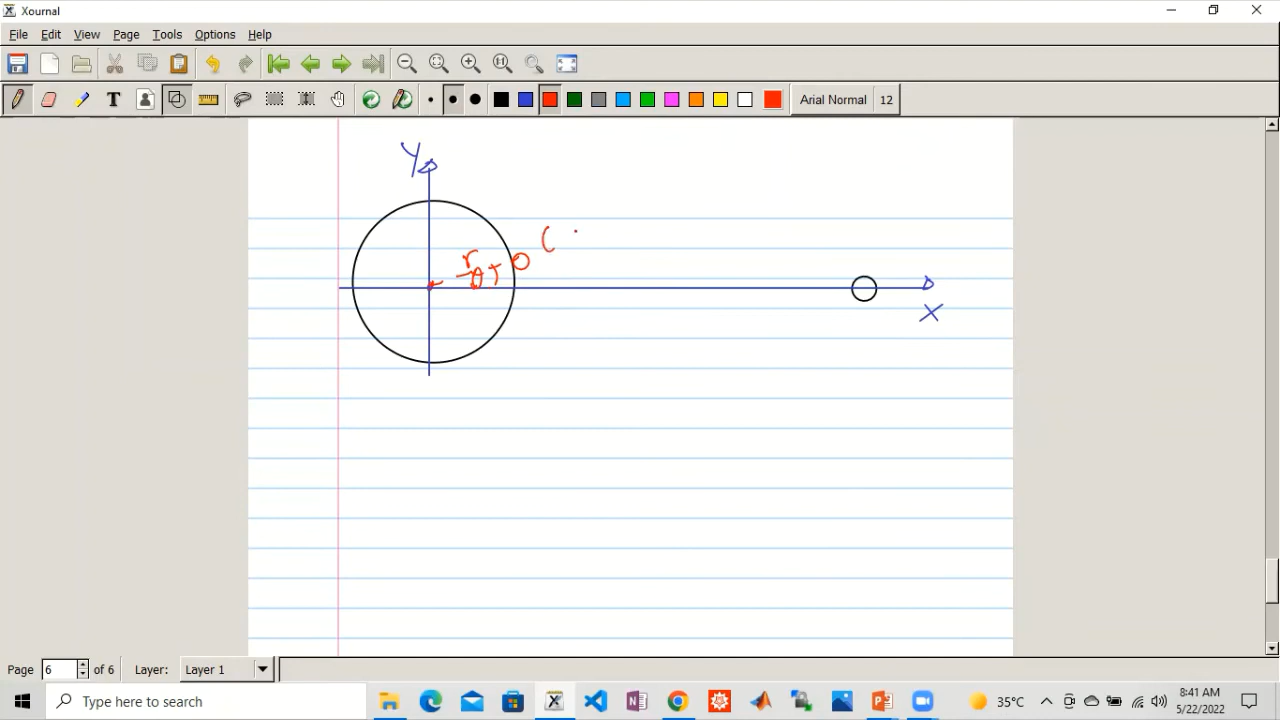 Xournal
File Edit View Page Tools Options Help
Arial Normal 12
Y
X
Page 6 of 6 Layer: Layer 1
Type here to search
35°C
8:41 AM
5/22/2022